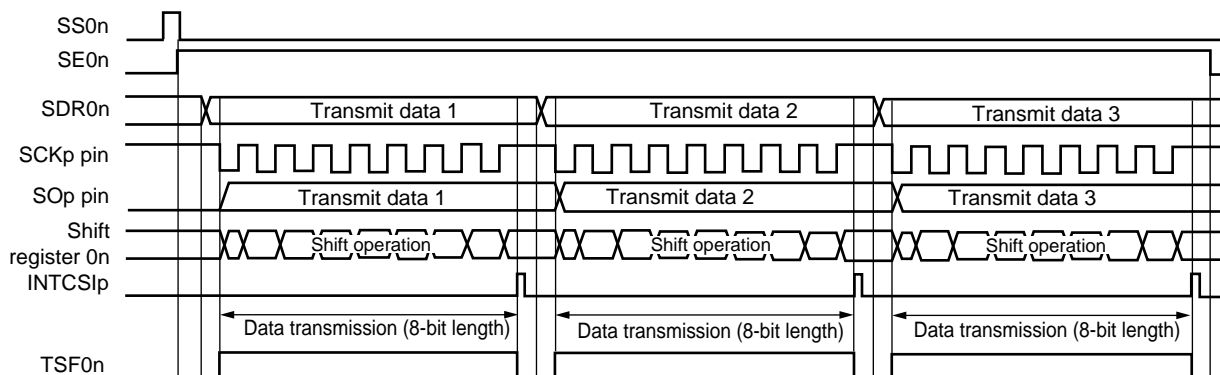 SS0n
SE0n
SDR0n Transmit data 1 Transmit data 2 Transmit data 3
SCKp pin
SOp pin Transmit data 1 Transmit data 2 Transmit data 3
Shift
register 0n Shift operation Shift operation Shift operation
INTCSIp
Data transmission (8-bit length) Data transmission (8-bit length) Data transmission (8-bit length)
TSF0n